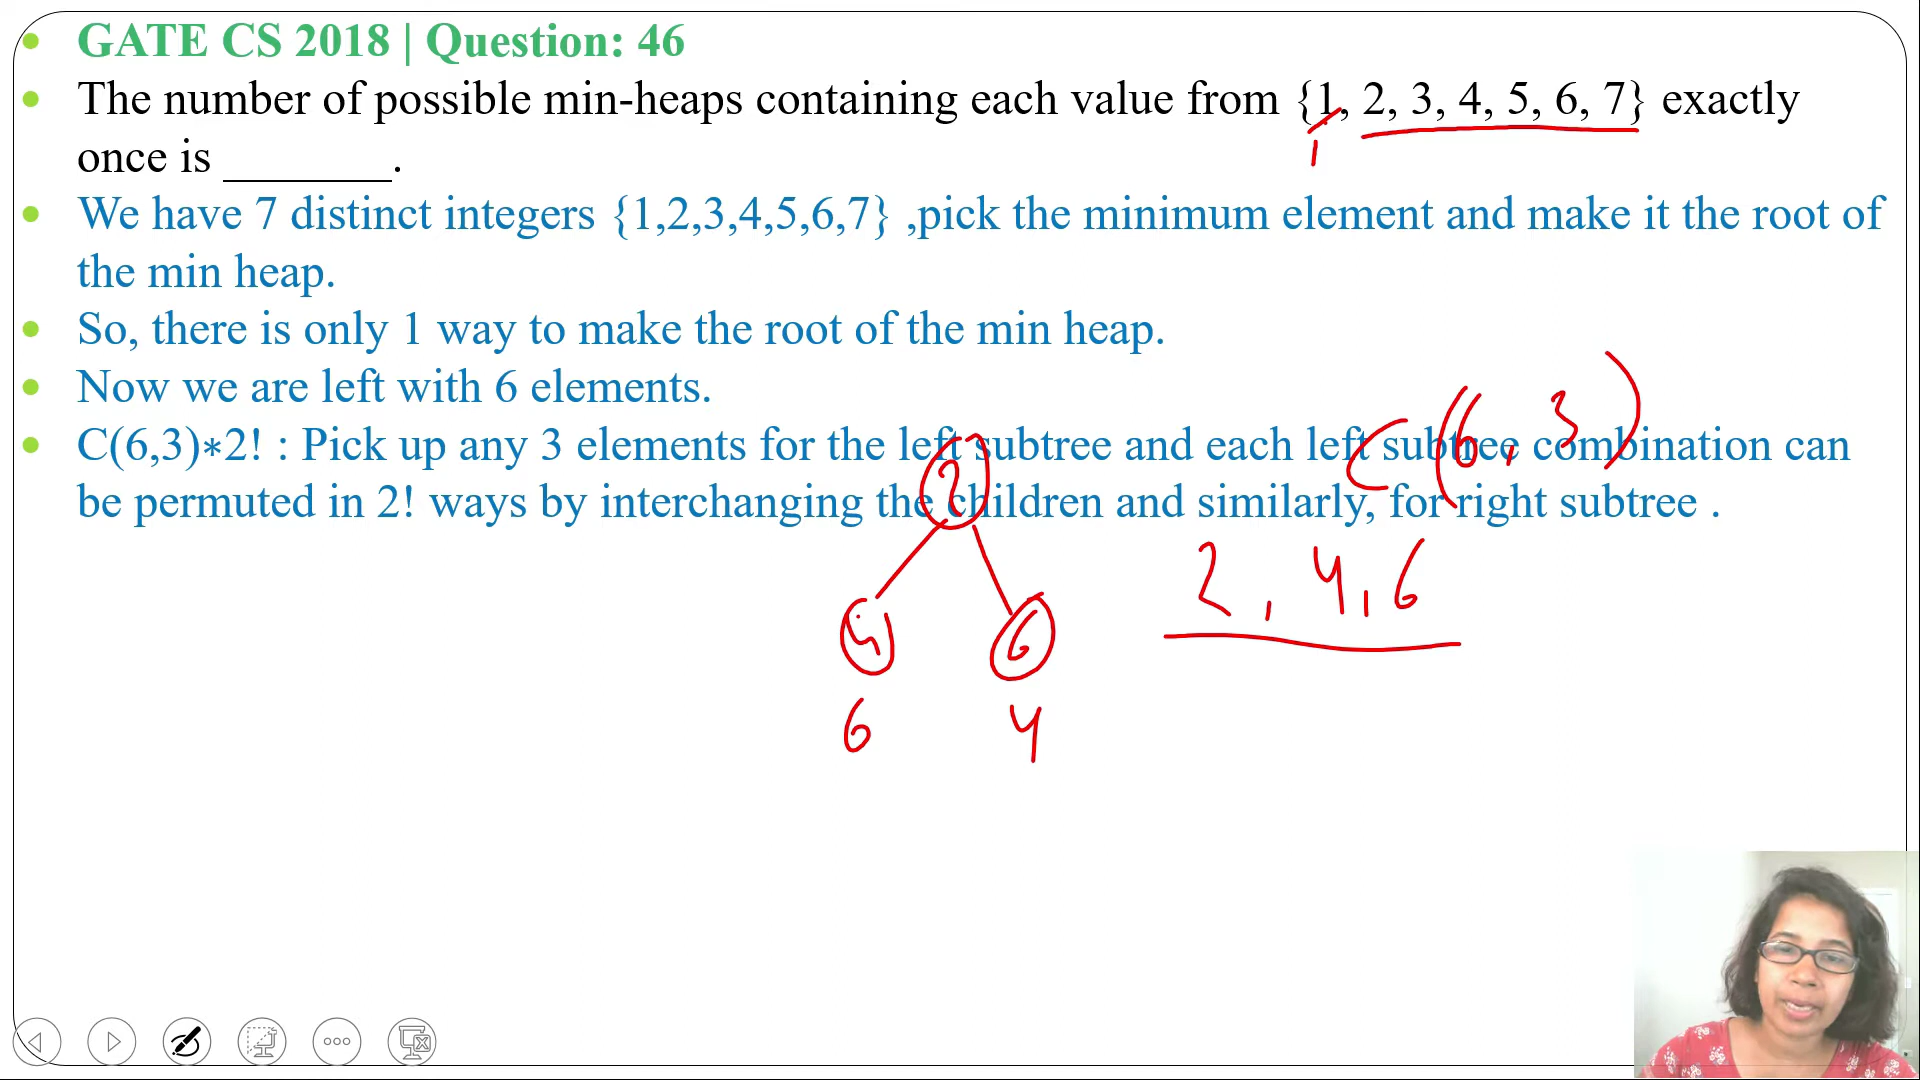 GATE CS 2018 | Question: 46
The number of possible min-heaps containing each value from {1, 2, 3, 4, 5, 6, 7} exactly
once is _______.
1
We have 7 distinct integers {1,2,3,4,5,6,7} ,pick the minimum element and make it the root of
the min heap.
So, there is only 1 way to make the root of the min heap.
Now we are left with 6 elements.
C(6,3)
C(6,3)*2! : Pick up any 3 elements for the left subtree and each left subtree combination can
be permuted in 2! ways by interchanging the children and similarly, for right subtree .
2
2, 4, 6
4 6
6 4